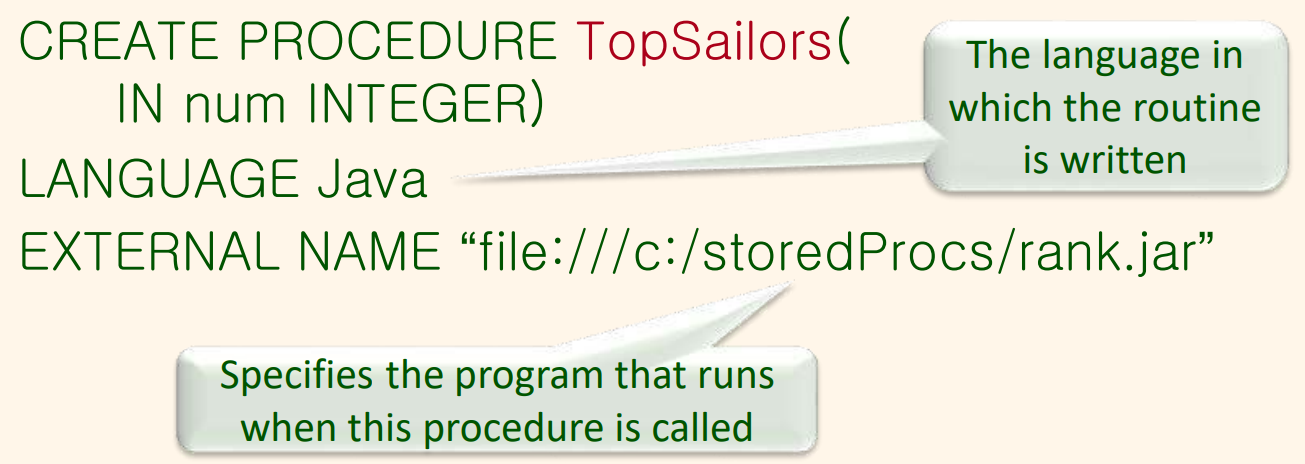 CREATE PROCEDURE TopSailors(
IN num INTEGER)
LANGUAGE Java
EXTERNAL NAME “file:///c:/storedProcs/rank.jar”
The language in
which the routine
is written
Specifies the program that runs
when this procedure is called